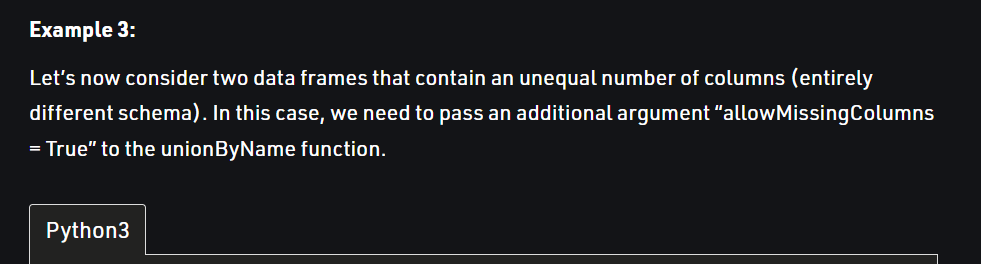 Example 3:
Let's now consider two data frames that contain an unequal number of columns (entirely
different schema). In this case, we need to pass an additional argument “allowMissingColumns
= True” to the unionByName function.
Python3